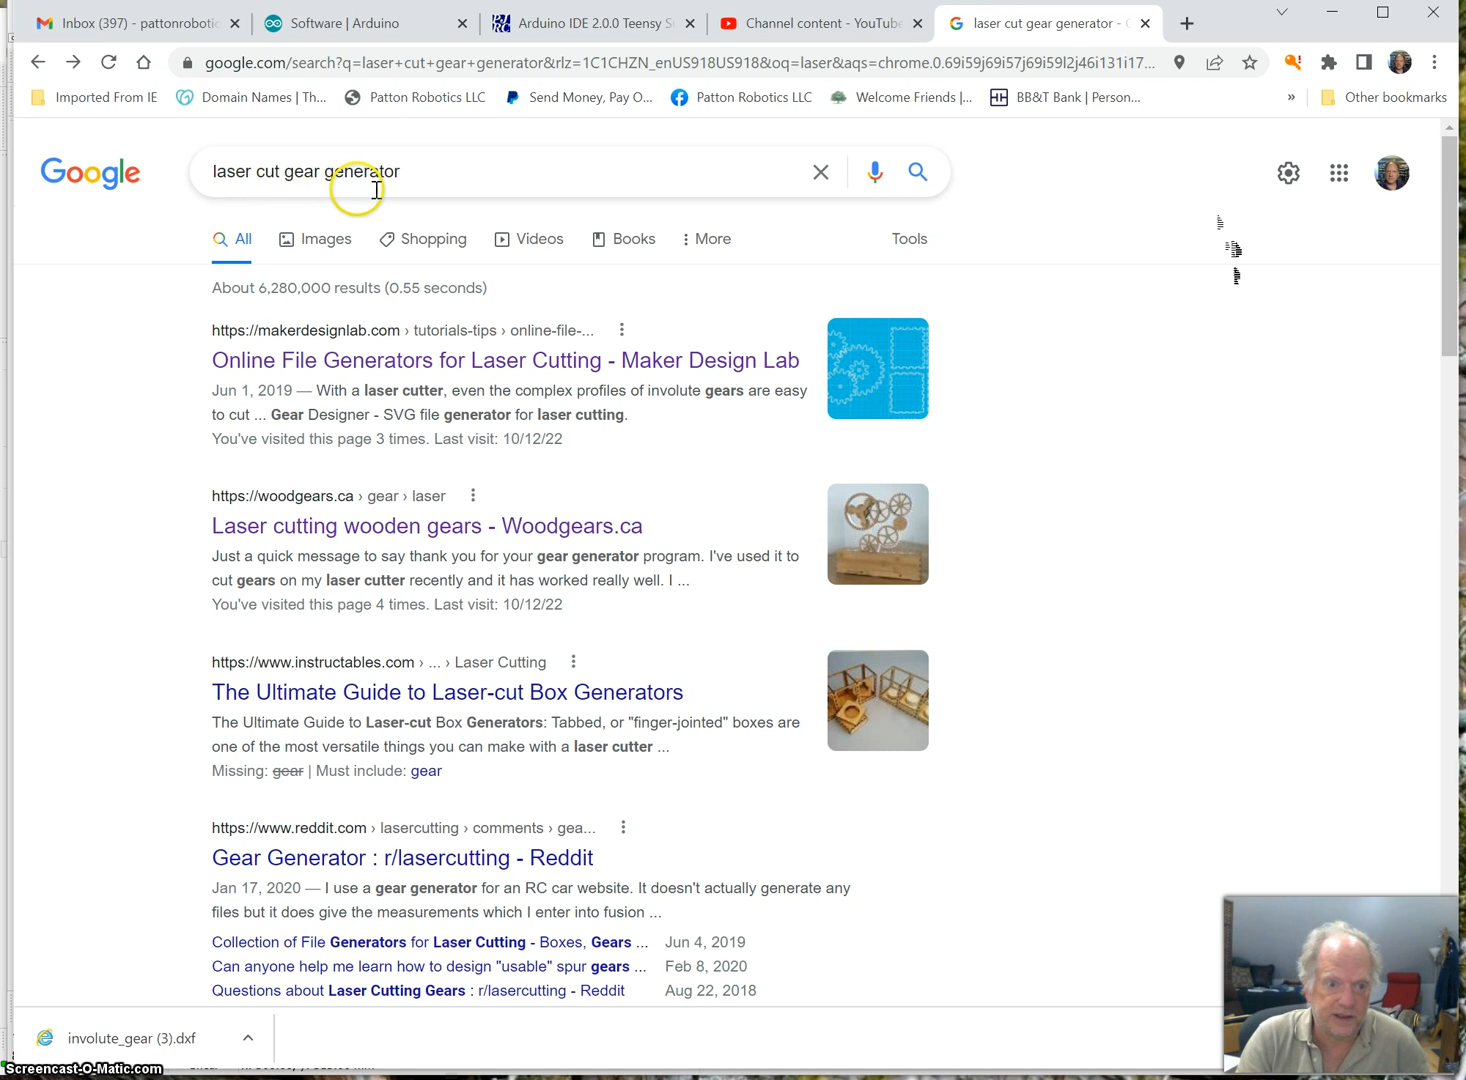 Inbox (397) - pattonrobotic
Software | Arduino
Arduino IDE 2.0.0 Teensy Su
Channel content - YouTube
laser cut gear generator -
google.com/search?q=laser+cut+gear+generator&rlz=1C1CHZN_enUS918US918&oq=laser&aqs=chrome.0.69i59j69i57j69i59l2j46i131i17...
Imported From IE
Domain Names | Th...
Patton Robotics LLC
Send Money, Pay O...
Patton Robotics LLC
Welcome Friends |...
BB&T Bank | Person...
»
Other bookmarks
Google
laser cut gear generator
All
Images
Shopping
Videos
Books
More
Tools
About 6,280,000 results (0.55 seconds)
https://makerdesignlab.com › tutorials-tips › online-file-...
Online File Generators for Laser Cutting - Maker Design Lab
Jun 1, 2019 — With a laser cutter, even the complex profiles of involute gears are easy
to cut ... Gear Designer - SVG file generator for laser cutting.
You've visited this page 3 times. Last visit: 10/12/22
https://woodgears.ca › gear › laser
Laser cutting wooden gears - Woodgears.ca
Just a quick message to say thank you for your gear generator program. I've used it to
cut gears on my laser cutter recently and it has worked really well. I ...
You've visited this page 4 times. Last visit: 10/12/22
https://www.instructables.com › ... › Laser Cutting
The Ultimate Guide to Laser-cut Box Generators
The Ultimate Guide to Laser-cut Box Generators: Tabbed, or "finger-jointed" boxes are
one of the most versatile things you can make with a laser cutter ...
Missing: gear | Must include: gear
https://www.reddit.com › lasercutting › comments › gea...
Gear Generator : r/lasercutting - Reddit
Jan 17, 2020 — I use a gear generator for an RC car website. It doesn't actually generate any
files but it does give the measurements which I enter into fusion ...
Collection of File Generators for Laser Cutting - Boxes, Gears ... Jun 4, 2019
Can anyone help me learn how to design "usable" spur gears ... Feb 8, 2020
Questions about Laser Cutting Gears : r/lasercutting - Reddit Aug 22, 2018
involute_gear (3).dxf
Screencast-O-Matic.com